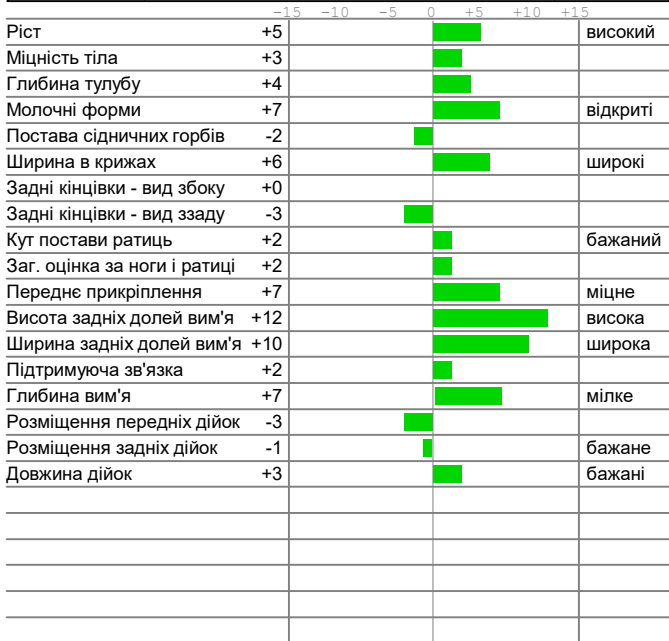 -15 -10 -5 0 +5 +10 +15
Ріст +5 високий
Міцність тіла +3
Глибина тулубу +4
Молочні форми +7 відкриті
Постава сідничних горбів -2
Ширина в крижах +6 широкі
Задні кінцівки - вид збоку +0
Задні кінцівки - вид ззаду -3
Кут постави ратиць +2 бажаний
Заг. оцінка за ноги і ратиці +2
Переднє прикріплення +7 міцне
Висота задніх долей вим'я +12 висока
Ширина задніх долей вим'я +10 широка
Підтримуюча зв'язка +2
Глибина вим'я +7 мілке
Розміщення передніх дійок -3
Розміщення задніх дійок -1 бажане
Довжина дійок +3 бажані